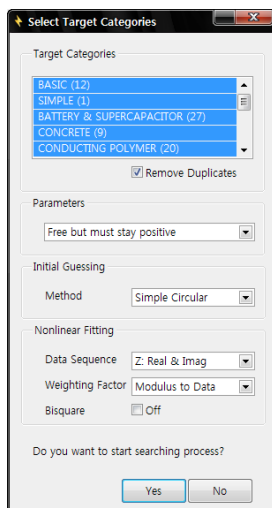 Select Target Categories
Target Categories
BASIC (12)
SIMPLE (1)
BATTERY & SUPERCAPACITOR (27)
CONCRETE (9)
CONDUCTING POLYMER (20)
Remove Duplicates
Parameters
Free but must stay positive
Initial Guessing
Method Simple Circular
Nonlinear Fitting
Data Sequence Z: Real & Imag
Weighting Factor Modulus to Data
Bisquare Off
Do you want to start searching process?
Yes No